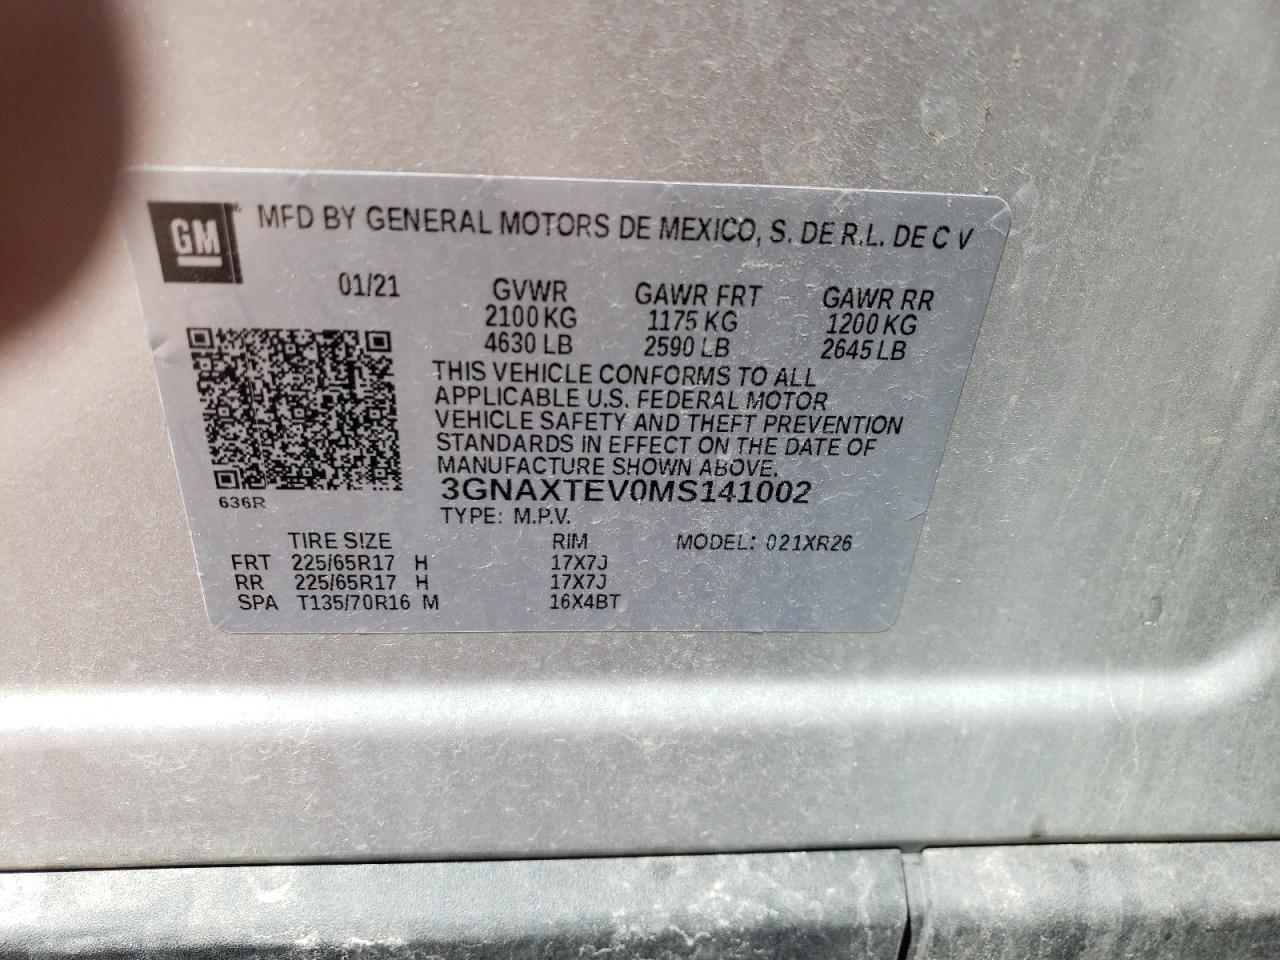 GM MFD BY GENERAL MOTORS DE MEXICO, S. DE R.L. DE C V
01/21 GVWR GAWR FRT GAWR RR
2100 KG 1175 KG 1200 KG
4630 LB 2590 LB 2645 LB
THIS VEHICLE CONFORMS TO ALL
APPLICABLE U.S. FEDERAL MOTOR
VEHICLE SAFETY AND THEFT PREVENTION
STANDARDS IN EFFECT ON THE DATE OF
MANUFACTURE SHOWN ABOVE.
3GNAXTEV0MS141002
636R
TYPE: M.P.V.
TIRE SIZE RIM MODEL: 021XR26
FRT 225/65R17 H 17X7J
RR 225/65R17 H 17X7J
SPA T135/70R16 M 16X4BT